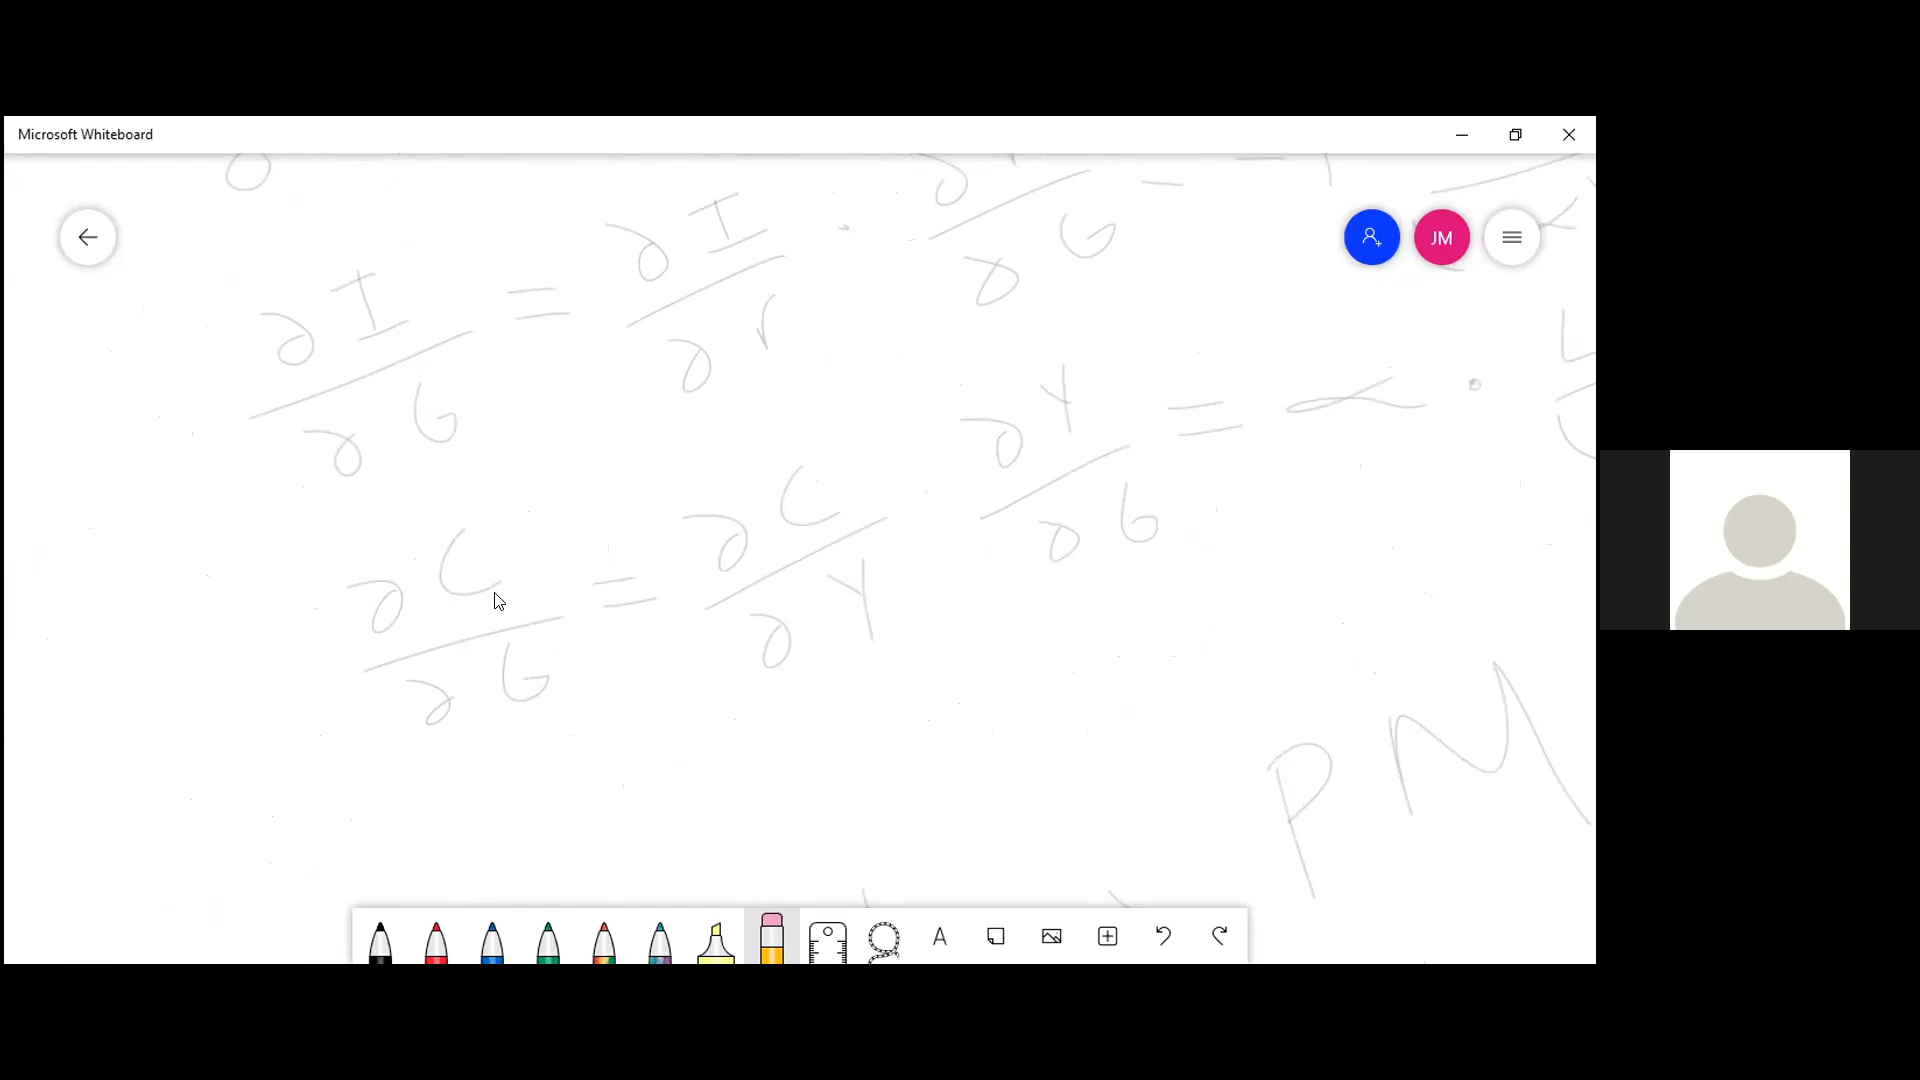 Microsoft Whiteboard
JM
∂I/∂G = ∂I/∂r · ∂r/∂G =
∂C/∂G = ∂C/∂Y · ∂Y/∂G = α ·
PM
A